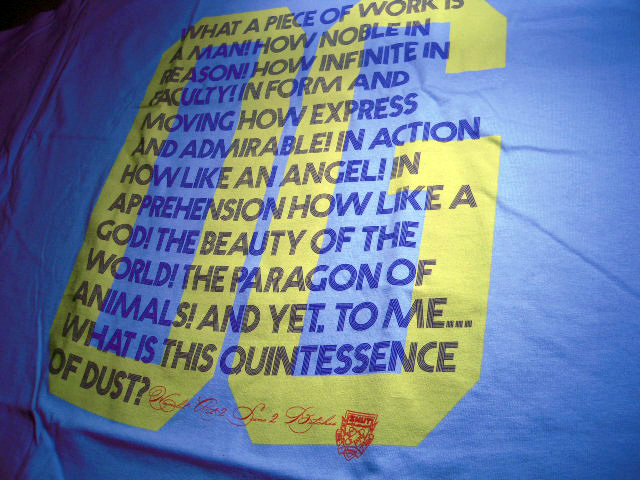 WHAT A PIECE OF WORK IS
A MAN! HOW NOBLE IN
REASON! HOW INFINITE IN
FACULTY! IN FORM AND
MOVING HOW EXPRESS
AND ADMIRABLE! IN ACTION
HOW LIKE AN ANGEL! IN
APPREHENSION HOW LIKE A
GOD! THE BEAUTY OF THE
WORLD! THE PARAGON OF
ANIMALS! AND YET, TO ME....
WHAT IS THIS QUINTESSENCE
OF DUST?